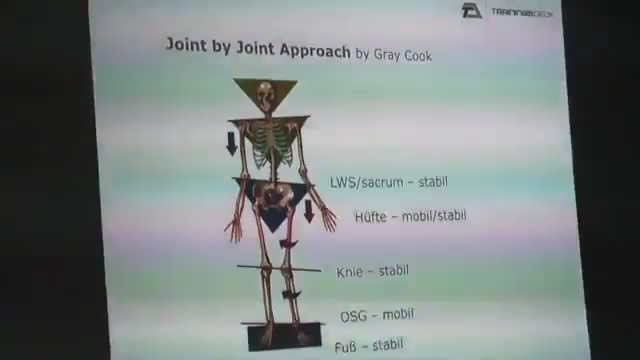 Joint by Joint Approach by Gray Cook
LWS/sacrum – stabil
Hüfte – mobil/stabil
Knie – stabil
OSG – mobil
Fuß – stabil